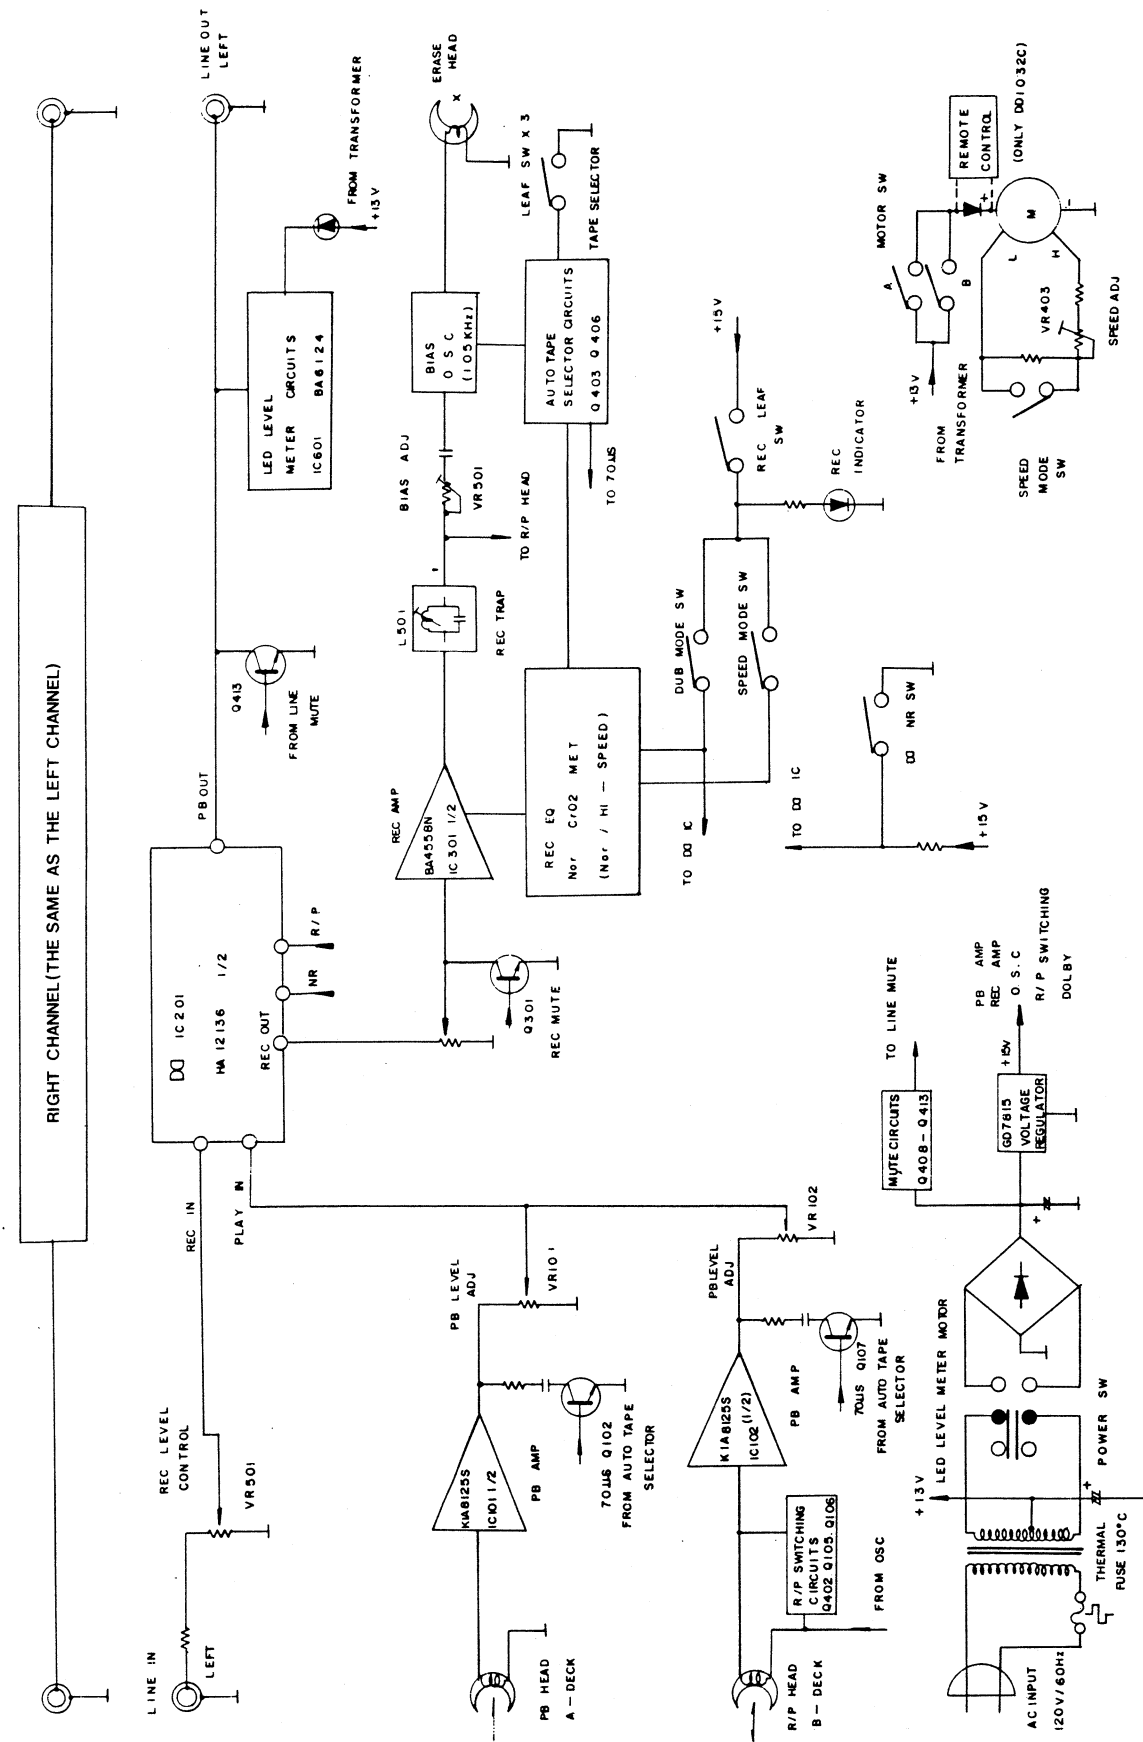 RIGHT CHANNEL (THE SAME AS THE LEFT CHANNEL)
LINE IN
LEFT
REC LEVEL
CONTROL
VR501
REC IN
PLAY IN
IC201
HA12136 1/2
REC OUT
NR
R/P
PB OUT
Q413
FROM LINE
MUTE
LED LEVEL
METER CIRCUITS
IC601 BA6124
FROM TRANSFORMER
+13V
LINE OUT
LEFT
PB HEAD
A-DECK
KIA8125S
IC101 1/2
PB AMP
70µS Q102
FROM AUTO TAPE
SELECTOR
PB LEVEL
ADJ
VR101
Q301
REC MUTE
REC AMP
BA4558N
IC301 1/2
L501
REC TRAP
TO R/P HEAD
BIAS ADJ
VR501
BIAS
O S C
(105KHz)
ERASE
HEAD
X
LEAF SW X 3
TAPE SELECTOR
AUTO TAPE
SELECTOR CIRCUITS
Q403 Q406
TO 70µS
REC EQ
Nor CrO2 MET
(Nor / HI - SPEED)
TO DD IC
DUB MODE SW
SPEED MODE SW
REC LEAF
SW
+15V
REC
INDICATOR
R/P HEAD
B-DECK
R/P SWITCHING
CIRCUITS
Q402 Q105. Q106
FROM OSC
KIA8125S
IC102 (1/2)
PB AMP
70µS Q107
FROM AUTO TAPE
SELECTOR
PB LEVEL
ADJ
VR102
TO DD IC
DD NR SW
+15V
AC INPUT
120V/60Hz
THERMAL
FUSE 130°C
+13V
LED LEVEL METER MOTOR
+
POWER SW
+
MUTE CIRCUITS
Q408-Q413
TO LINE MUTE
GD7815
VOLTAGE
REGULATOR
+15V
PB AMP
REC AMP
O. S. C
R/P SWITCHING
DOLBY
+13V
FROM
TRANSFORMER
A
B
MOTOR SW
REMOTE
CONTROL
(ONLY DD1032C)
+
M
-
L
H
VR403
SPEED ADJ
SPEED
MODE
SW